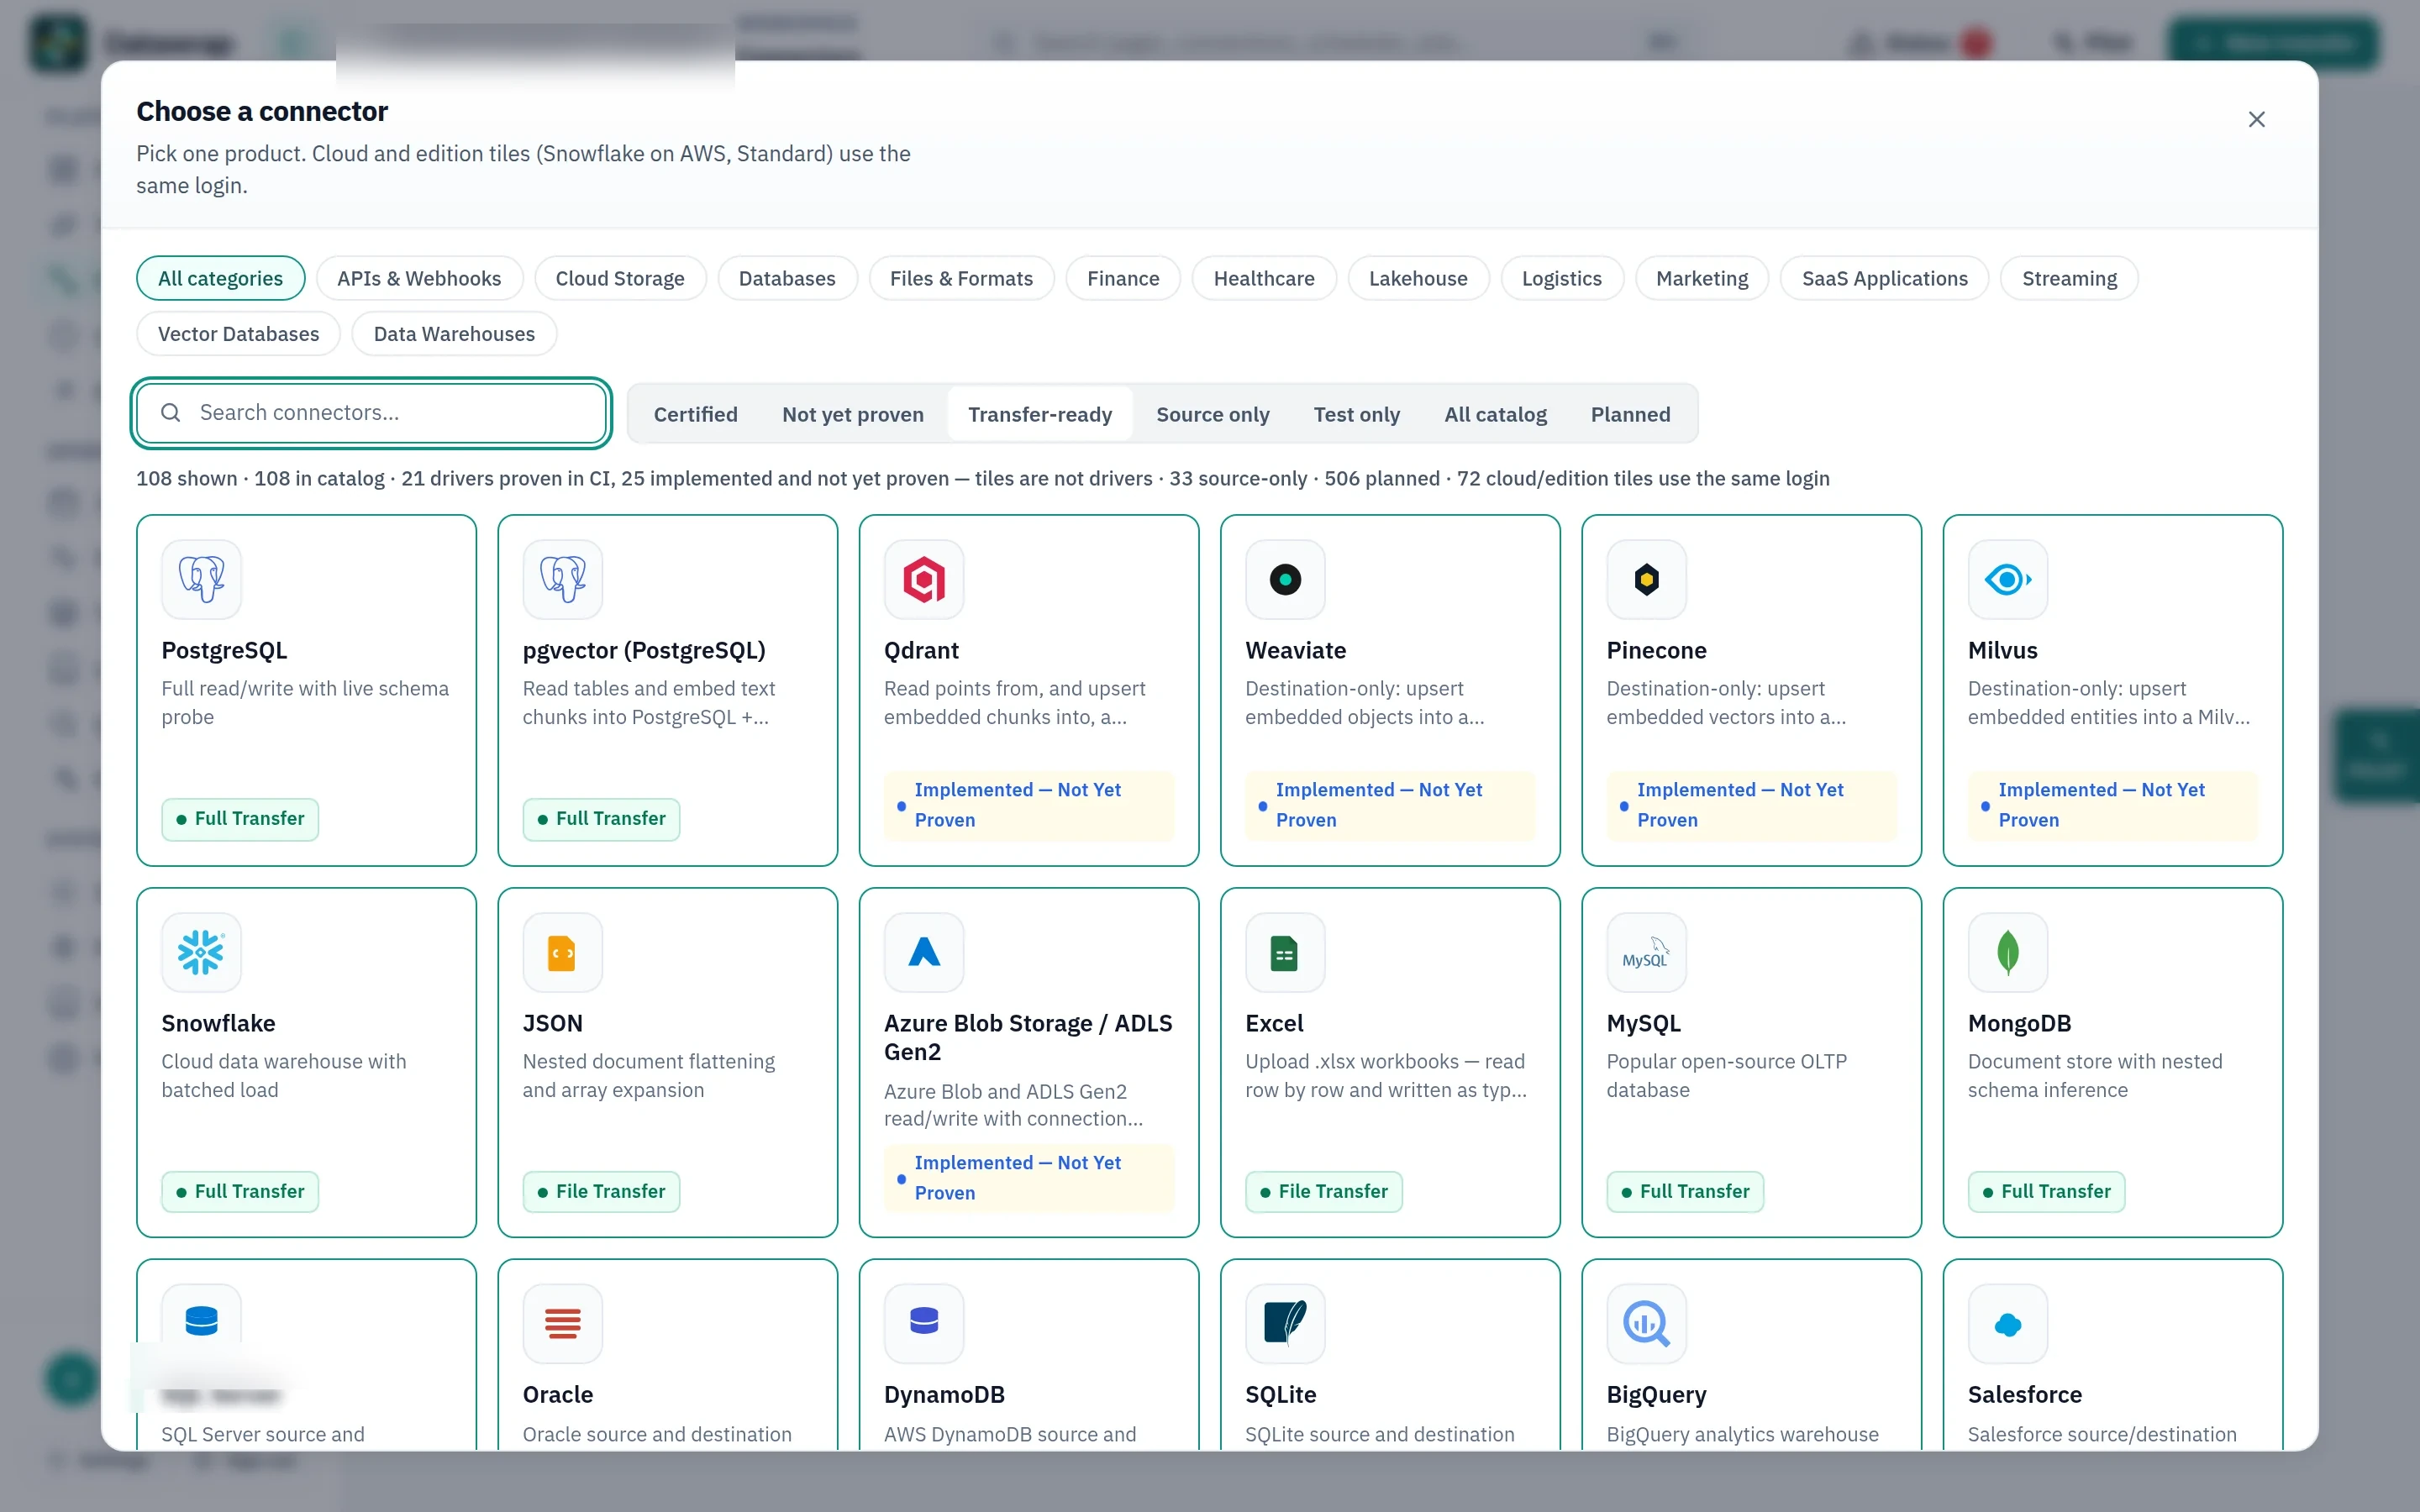 Choose a connector
Pick one product. Cloud and edition tiles (Snowflake on AWS, Standard) use the
same login.
All categories
APIs & Webhooks
Cloud Storage
Databases
Files & Formats
Finance
Healthcare
Lakehouse
Logistics
Marketing
SaaS Applications
Streaming
Vector Databases
Data Warehouses
Search connectors...
Certified
Not yet proven
Transfer-ready
Source only
Test only
All catalog
Planned
108 shown · 108 in catalog · 21 drivers proven in CI, 25 implemented and not yet proven — tiles are not drivers · 33 source-only · 506 planned · 72 cloud/edition tiles use the same login
PostgreSQL
Full read/write with live schema
probe
Full Transfer
pgvector (PostgreSQL)
Read tables and embed text
chunks into PostgreSQL +...
Full Transfer
Qdrant
Read points from, and upsert
embedded chunks into, a...
Implemented — Not Yet
Proven
Weaviate
Destination-only: upsert
embedded objects into a...
Implemented — Not Yet
Proven
Pinecone
Destination-only: upsert
embedded vectors into a...
Implemented — Not Yet
Proven
Milvus
Destination-only: upsert
embedded entities into a Milv...
Implemented — Not Yet
Proven
Snowflake
Cloud data warehouse with
batched load
Full Transfer
JSON
Nested document flattening
and array expansion
File Transfer
Azure Blob Storage / ADLS
Gen2
Azure Blob and ADLS Gen2
read/write with connection...
Implemented — Not Yet
Proven
Excel
Upload .xlsx workbooks — read
row by row and written as typ...
File Transfer
MySQL
MySQL
Popular open-source OLTP
database
Full Transfer
MongoDB
Document store with nested
schema inference
Full Transfer
SQL Server source and
Oracle
Oracle source and destination
DynamoDB
AWS DynamoDB source and
SQLite
SQLite source and destination
BigQuery
BigQuery analytics warehouse
Salesforce
Salesforce source/destination